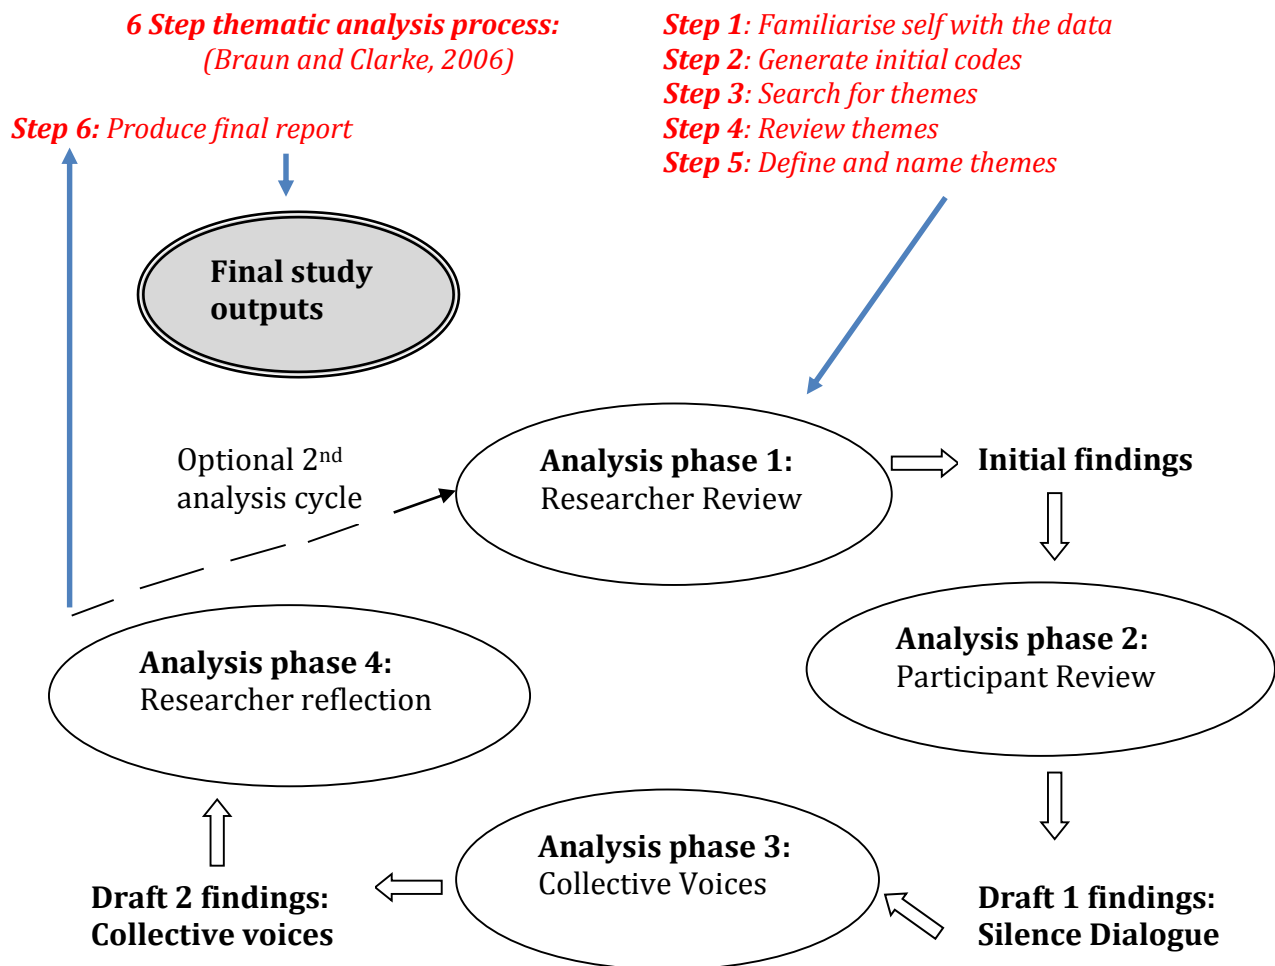 6 Step thematic analysis process:
(Braun and Clarke, 2006)
Step 1: Familiarise self with the data
Step 2: Generate initial codes
Step 3: Search for themes
Step 4: Review themes
Step 5: Define and name themes
Step 6: Produce final report
Final study
outputs
Optional 2nd
analysis cycle
Analysis phase 1:
Researcher Review
Initial findings
Analysis phase 2:
Participant Review
Draft 1 findings:
Silence Dialogue
Analysis phase 3:
Collective Voices
Draft 2 findings:
Collective voices
Analysis phase 4:
Researcher reflection